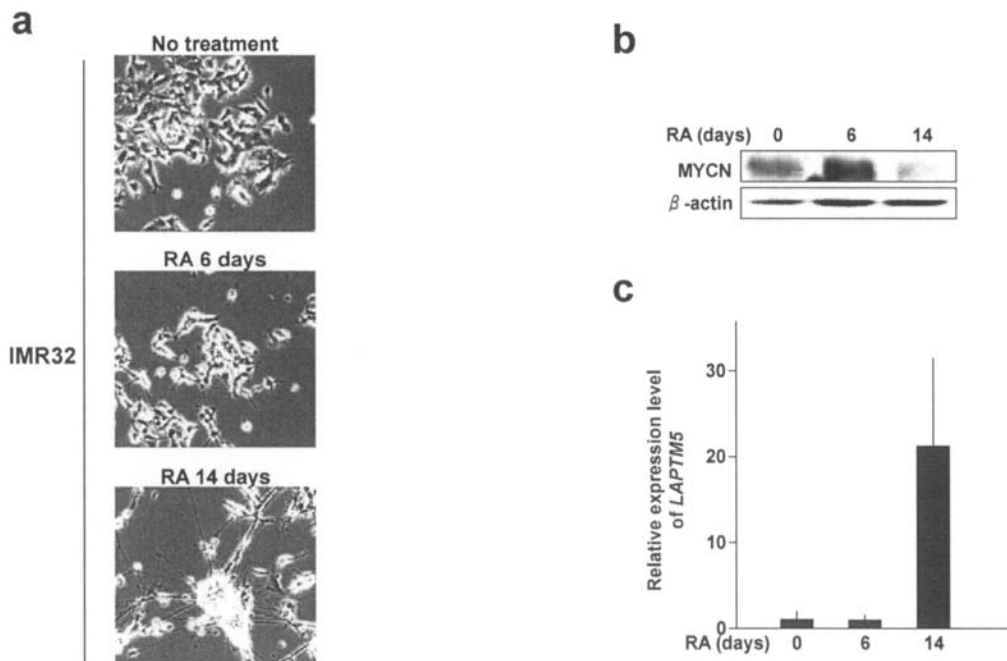 a
No treatment
RA 6 days
IMR32
RA 14 days
b
RA (days) 0 6 14
MYCN
β-actin
c
Relative expression level
of LAPTM5
30
20
10
0
RA (days) 0 6 14